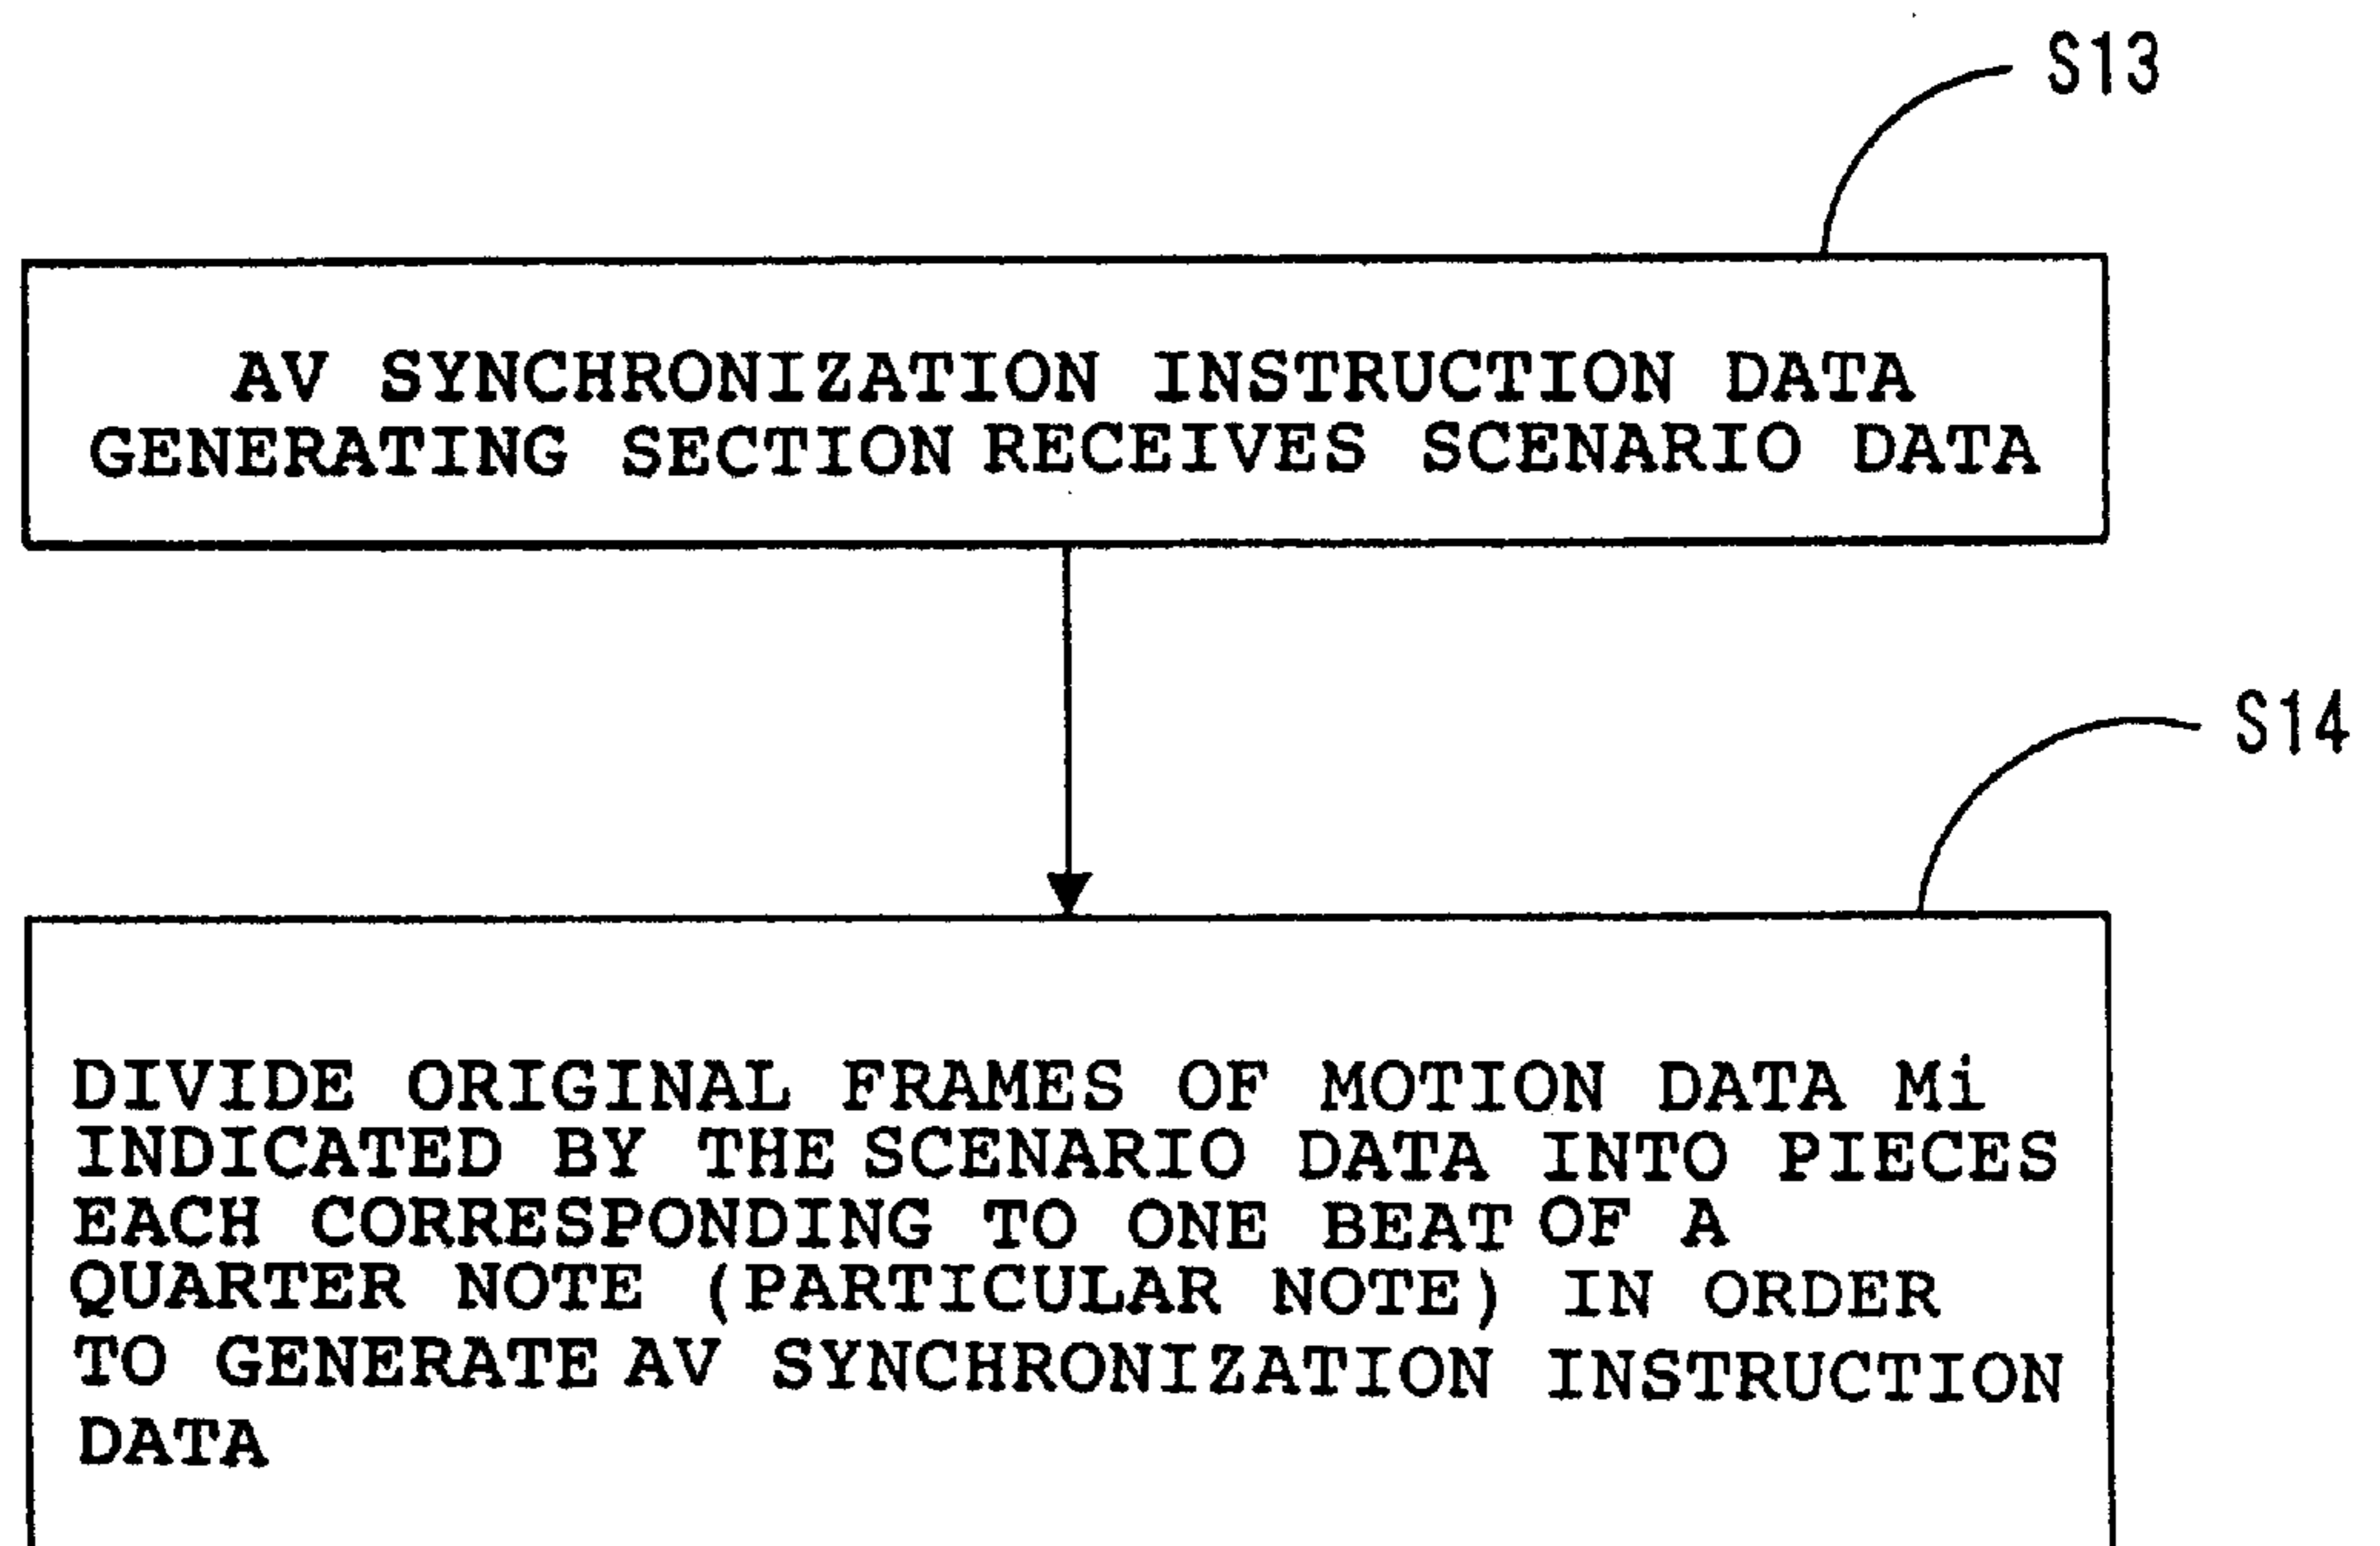 S13
AV SYNCHRONIZATION INSTRUCTION DATA
GENERATING SECTION RECEIVES SCENARIO DATA
S14
DIVIDE ORIGINAL FRAMES OF MOTION DATA Mi
INDICATED BY THE SCENARIO DATA INTO PIECES
EACH CORRESPONDING TO ONE BEAT OF A
QUARTER NOTE (PARTICULAR NOTE) IN ORDER
TO GENERATE AV SYNCHRONIZATION INSTRUCTION
DATA